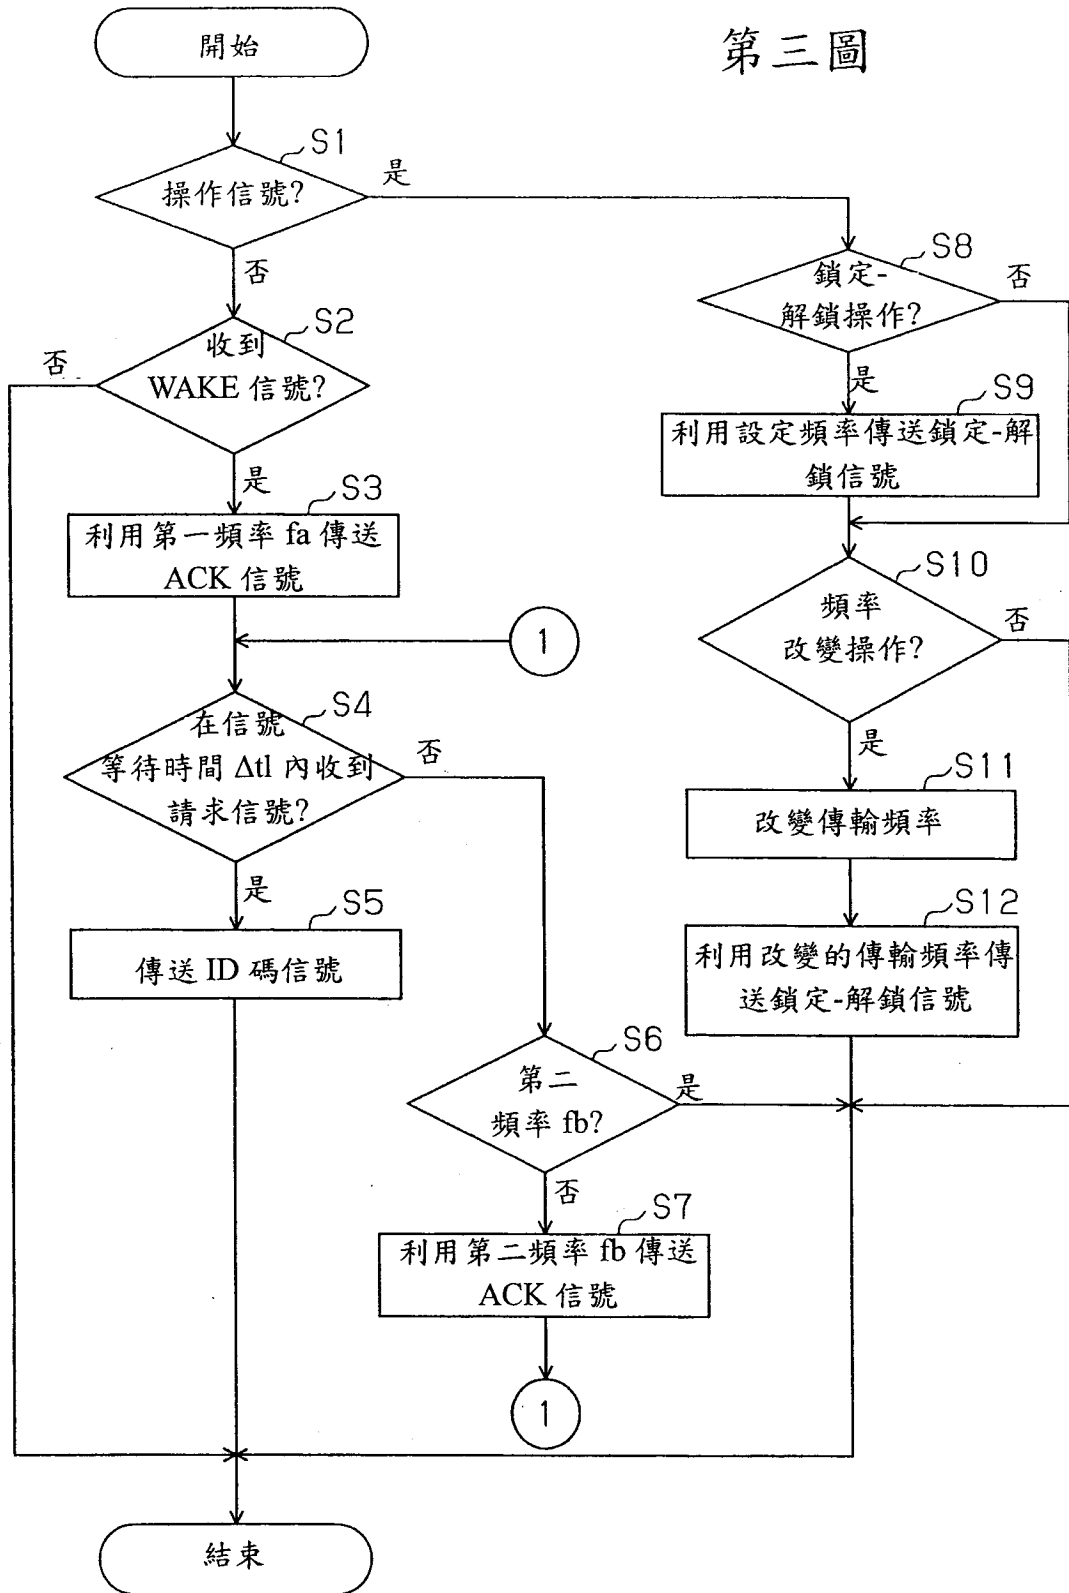 第三圖
開始
S1
操作信號?
是
否
S2
收到
WAKE 信號?
否
是
S3
利用第一頻率 fa 傳送
ACK 信號
1
S4
在信號
等待時間 Δtl 內收到
請求信號?
否
是
S5
傳送 ID 碼信號
S6
第二
頻率 fb?
是
否
S7
利用第二頻率 fb 傳送
ACK 信號
1
S8
鎖定-
解鎖操作?
否
是
S9
利用設定頻率傳送鎖定-解
鎖信號
S10
頻率
改變操作?
否
是
S11
改變傳輸頻率
S12
利用改變的傳輸頻率傳
送鎖定-解鎖信號
結束